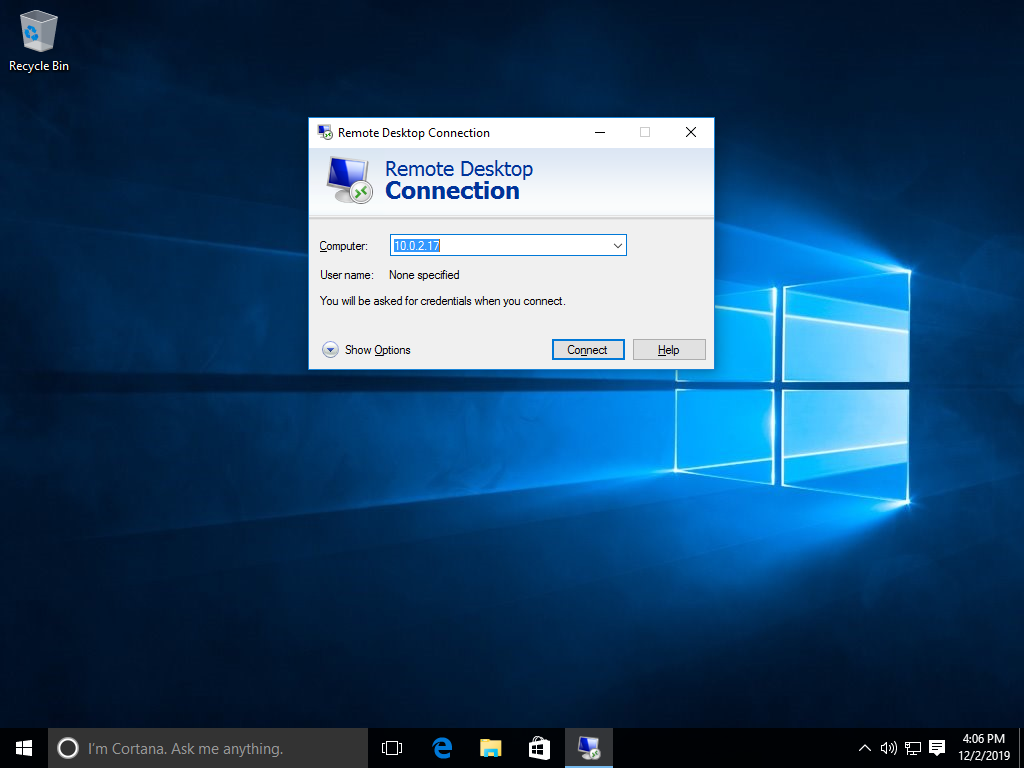 Recycle Bin
Remote Desktop Connection
Remote Desktop
Connection
Computer: 10.0.2.17
User name: None specified
You will be asked for credentials when you connect.
Show Options Connect Help
I'm Cortana. Ask me anything.
4:06 PM
12/2/2019